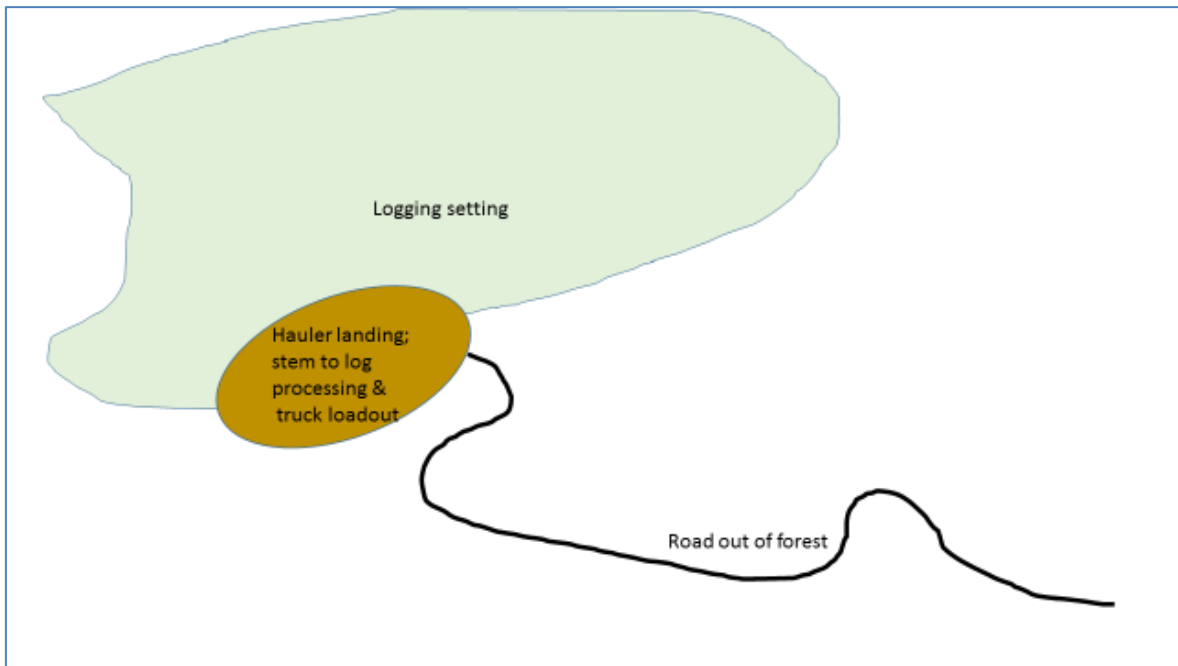 Logging setting
Hauler landing;
stem to log
processing &
truck loadout
Road out of forest